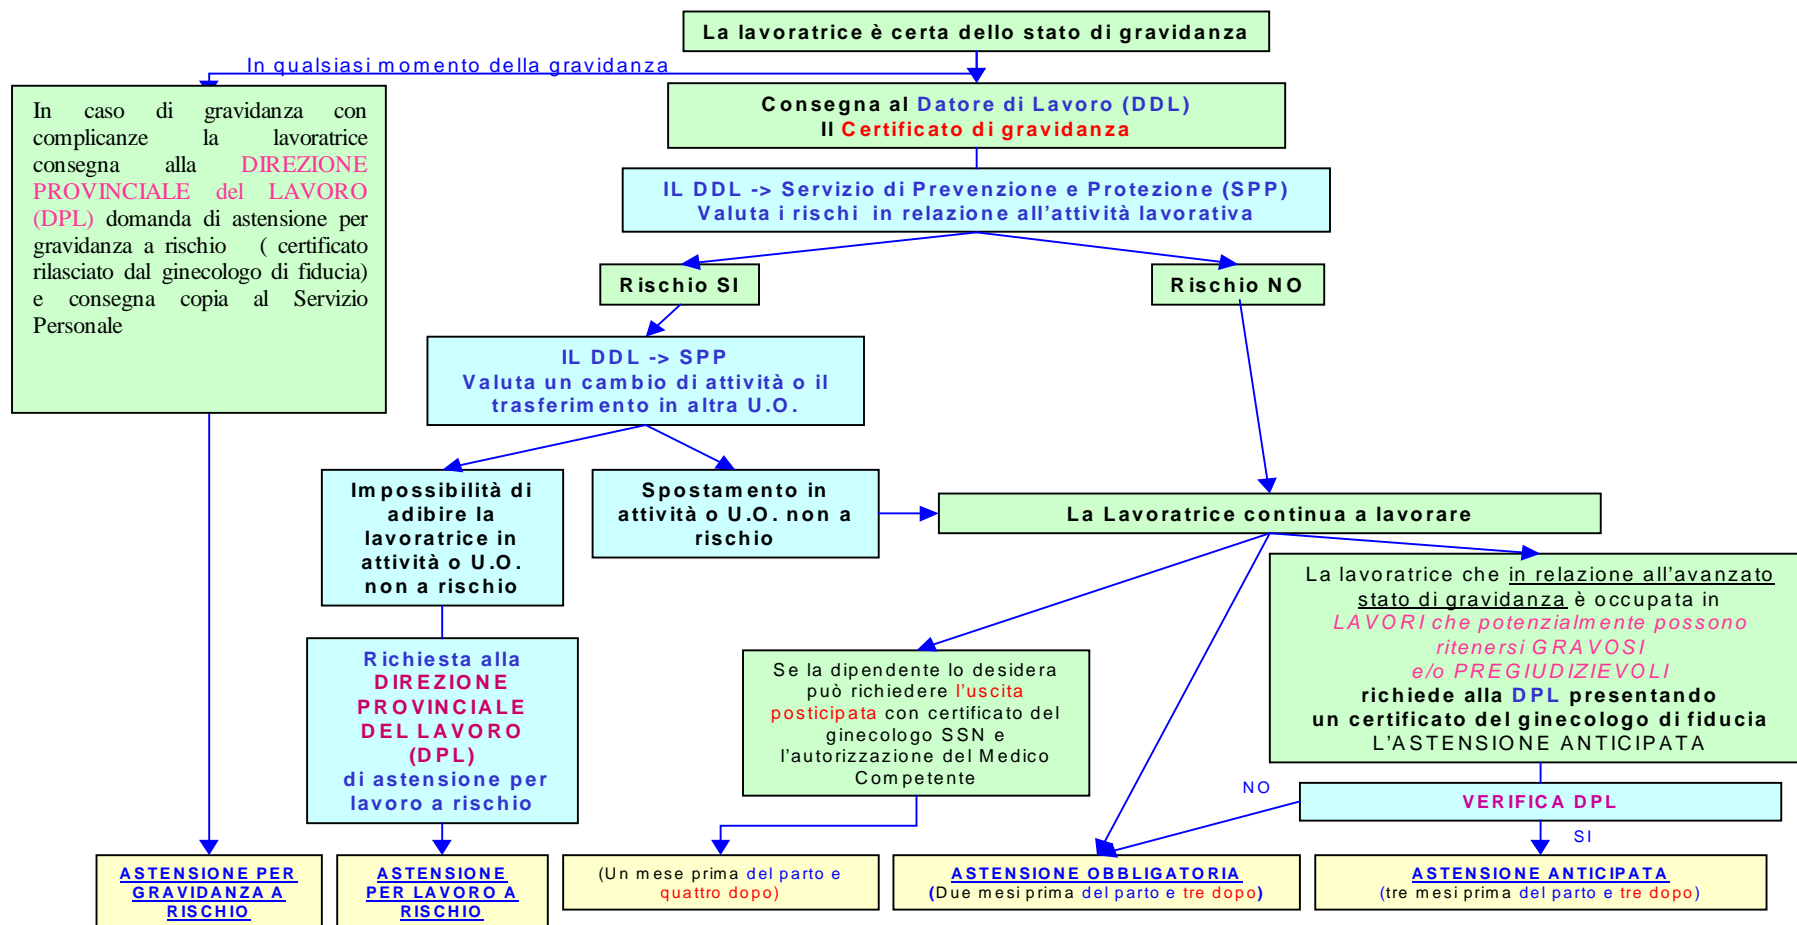 La lavoratrice è certa dello stato di gravidanza
In qualsiasi momento della gravidanza
In caso di gravidanza con
complicanze la lavoratrice
consegna alla DIREZIONE
PROVINCIALE del LAVORO
(DPL) domanda di astensione per
gravidanza a rischio ( certificato
rilasciato dal ginecologo di fiducia)
e consegna copia al Servizio
Personale
Consegna al Datore di Lavoro (DDL)
Il Certificato di gravidanza
IL DDL -> Servizio di Prevenzione e Protezione (SPP)
Valuta i rischi in relazione all'attività lavorativa
Rischio SI
Rischio NO
IL DDL -> SPP
Valuta un cambio di attività o il
trasferimento in altra U.O.
Impossibilità di
adibire la
lavoratrice in
attività o U.O.
non a rischio
Spostamento in
attività o U.O. non a
rischio
La Lavoratrice continua a lavorare
Richiesta alla
DIREZIONE
PROVINCIALE
DEL LAVORO
(DPL)
di astensione per
lavoro a rischio
Se la dipendente lo desidera
può richiedere l'uscita
posticipata con certificato del
ginecologo SSN e
l'autorizzazione del Medico
Competente
La lavoratrice che in relazione all'avanzato
stato di gravidanza è occupata in
LAVORI che potenzialmente possono
ritenersi GRAVOSI
e/o PREGIUDIZIEVOLI
richiede alla DPL presentando
un certificato del ginecologo di fiducia
L'ASTENSIONE ANTICIPATA
NO
VERIFICA DPL
SI
ASTENSIONE PER
GRAVIDANZA A
RISCHIO
ASTENSIONE
PER LAVORO A
RISCHIO
(Un mese prima del parto e
quattro dopo)
ASTENSIONE OBBLIGATORIA
(Due mesi prima del parto e tre dopo)
ASTENSIONE ANTICIPATA
(tre mesi prima del parto e tre dopo)